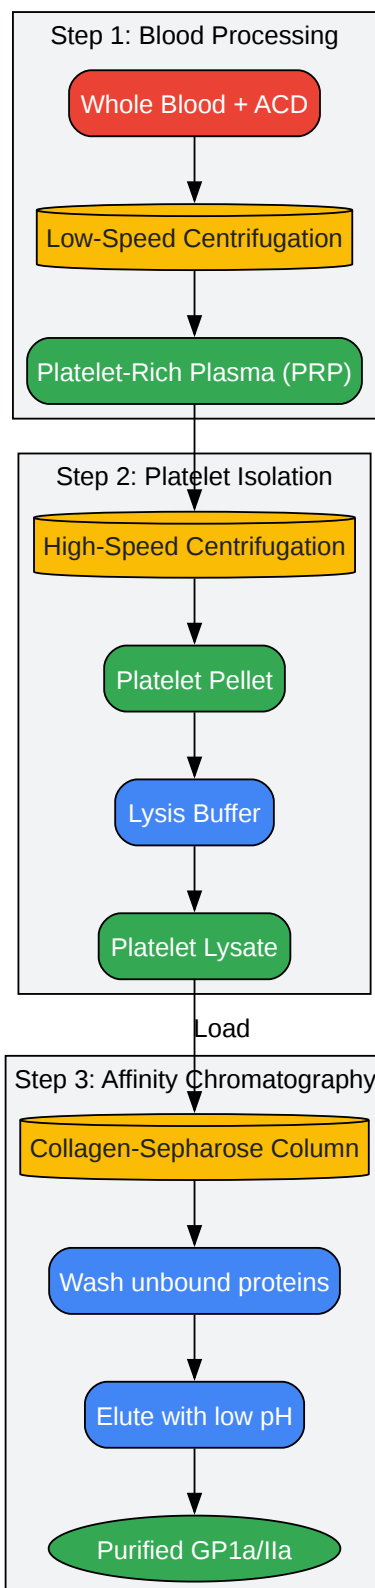 Step 1: Blood Processing
Whole Blood + ACD
Low-Speed Centrifugation
Platelet-Rich Plasma (PRP)
Step 2: Platelet Isolation
High-Speed Centrifugation
Platelet Pellet
Lysis Buffer
Platelet Lysate
Load
Step 3: Affinity Chromatography
Collagen-Sepharose Column
Wash unbound proteins
Elute with low pH
Purified GP1a/IIa